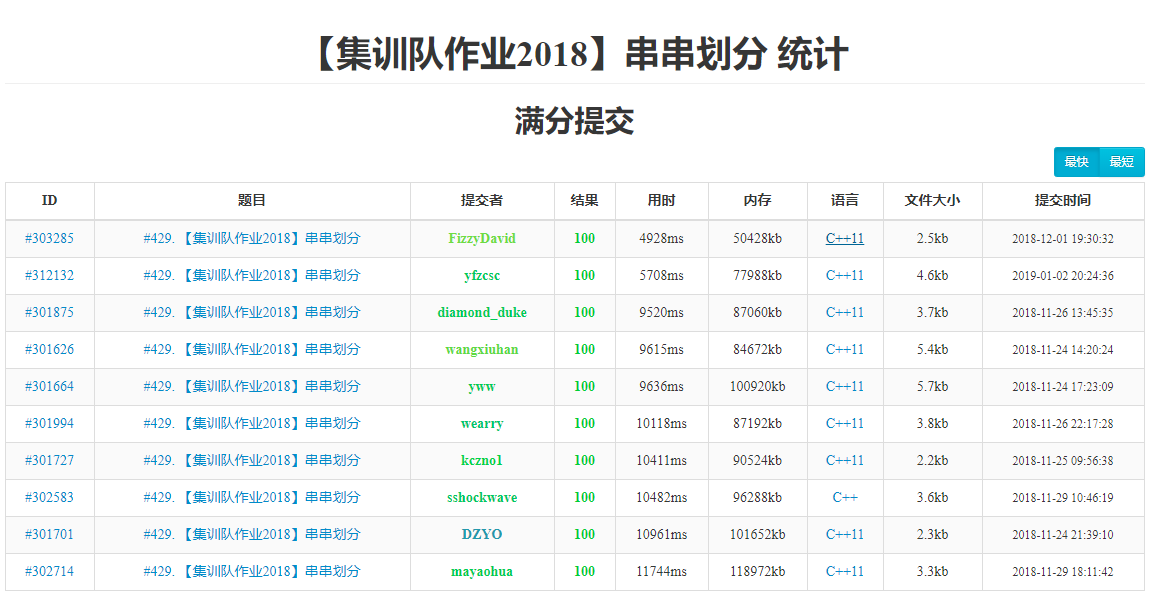 【集训队作业2018】串串划分 统计
满分提交
最快 最短
ID 题目 提交者 结果 用时 内存 语言 文件大小 提交时间
#303285 #429. 【集训队作业2018】串串划分 FizzyDavid 100 4928ms 50428kb C++11 2.5kb 2018-12-01 19:30:32
#312132 #429. 【集训队作业2018】串串划分 yfzcsc 100 5708ms 77988kb C++11 4.6kb 2019-01-02 20:24:36
#301875 #429. 【集训队作业2018】串串划分 diamond_duke 100 9520ms 87060kb C++11 3.7kb 2018-11-26 13:45:35
#301626 #429. 【集训队作业2018】串串划分 wangxiuhan 100 9615ms 84672kb C++11 5.4kb 2018-11-24 14:20:24
#301664 #429. 【集训队作业2018】串串划分 yww 100 9636ms 100920kb C++11 5.7kb 2018-11-24 17:23:09
#301994 #429. 【集训队作业2018】串串划分 wearry 100 10118ms 87192kb C++11 3.8kb 2018-11-26 22:17:28
#301727 #429. 【集训队作业2018】串串划分 kczno1 100 10411ms 90524kb C++11 2.2kb 2018-11-25 09:56:38
#302583 #429. 【集训队作业2018】串串划分 sshockwave 100 10482ms 96288kb C++ 3.6kb 2018-11-29 10:46:19
#301701 #429. 【集训队作业2018】串串划分 DZYO 100 10961ms 101652kb C++11 2.3kb 2018-11-24 21:39:10
#302714 #429. 【集训队作业2018】串串划分 mayaohua 100 11744ms 118972kb C++11 3.3kb 2018-11-29 18:11:42